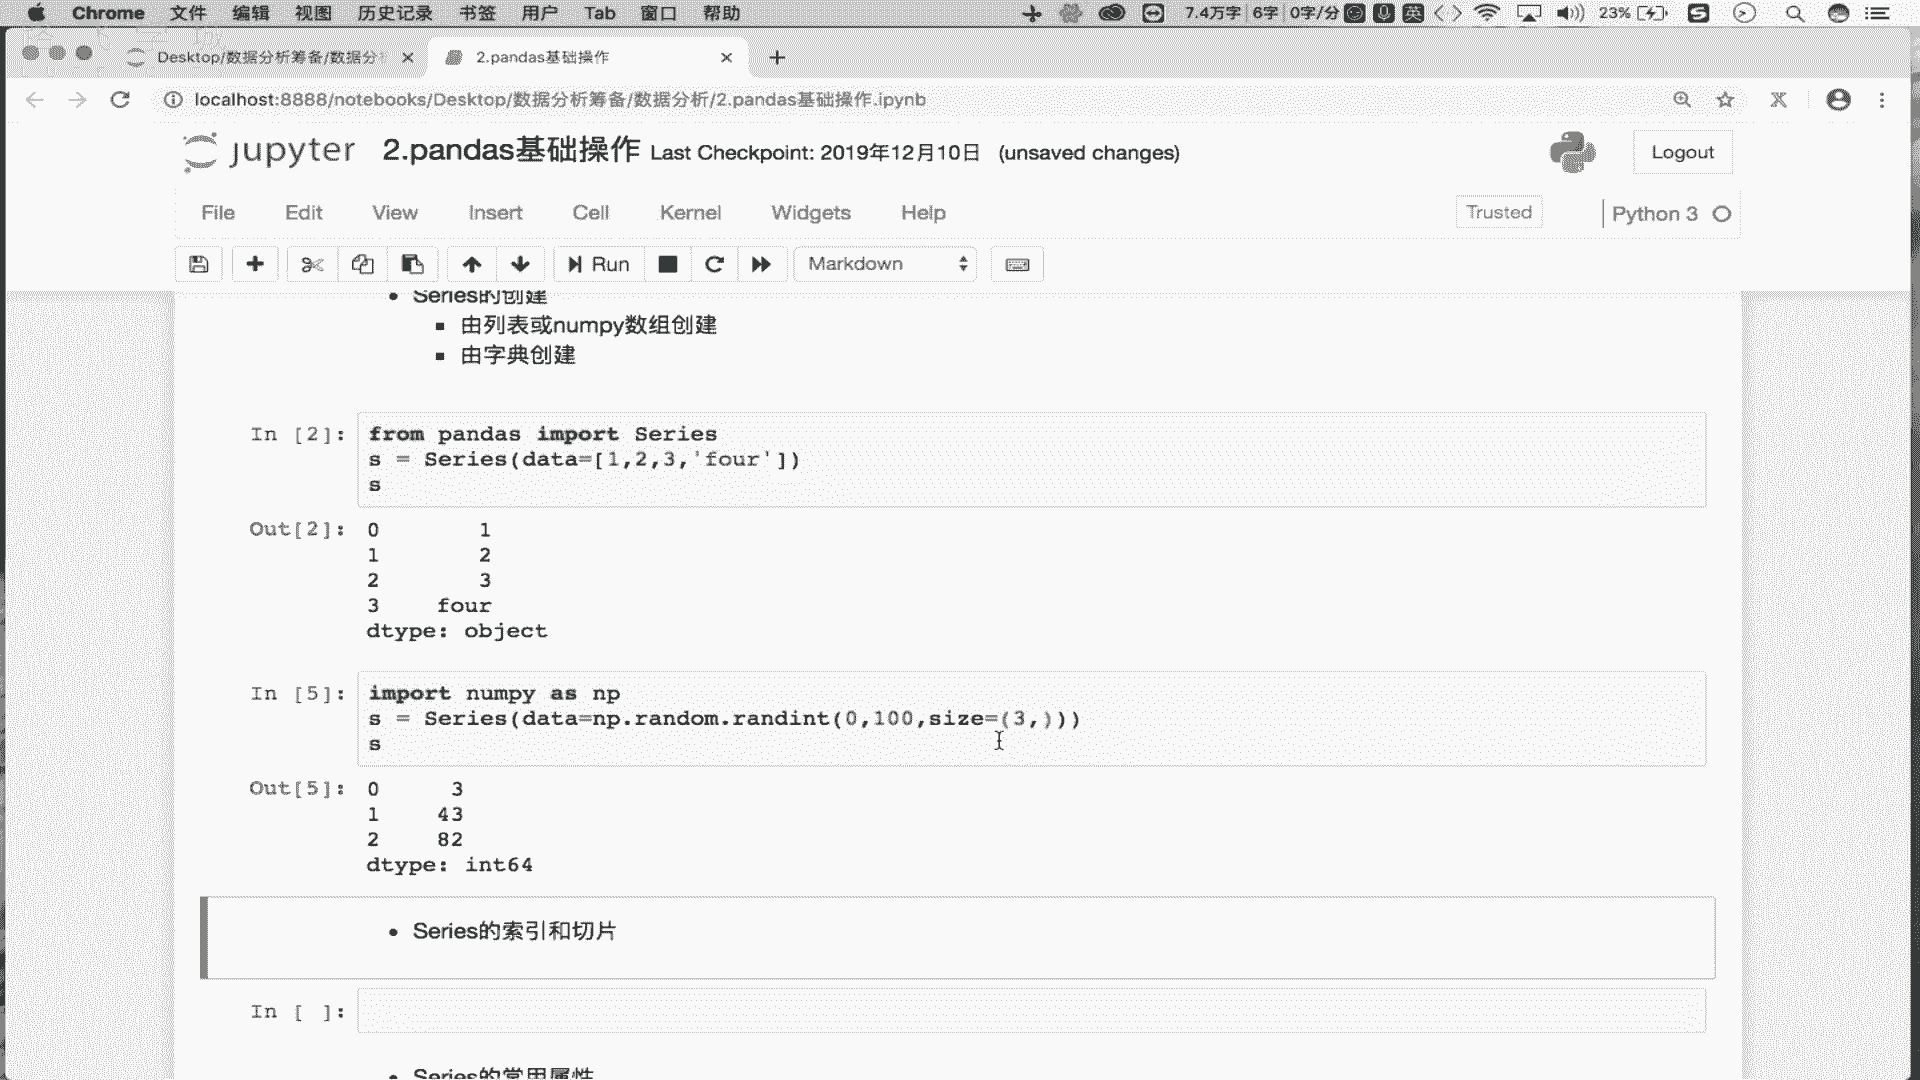 Chrome 文件 编辑 视图 历史记录 书签 用户 Tab 窗口 帮助 7.4万字 6字 0字/分 英 23%
Desktop/数据分析筹备/数据分析 2.pandas基础操作
localhost:8888/notebooks/Desktop/数据分析筹备/数据分析/2.pandas基础操作.ipynb
jupyter 2.pandas基础操作 Last Checkpoint: 2019年12月10日 (unsaved changes) Logout
File Edit View Insert Cell Kernel Widgets Help Trusted Python 3
Run Markdown
Series的创建
由列表或numpy数组创建
由字典创建
In [2]: from pandas import Series
s = Series(data=[1,2,3,'four'])
s
Out[2]: 0 1
1 2
2 3
3 four
dtype: object
In [5]: import numpy as np
s = Series(data=np.random.randint(0,100,size=(3,)))
s
Out[5]: 0 3
1 43
2 82
dtype: int64
Series的索引和切片
In [ ]:
Series的常用属性